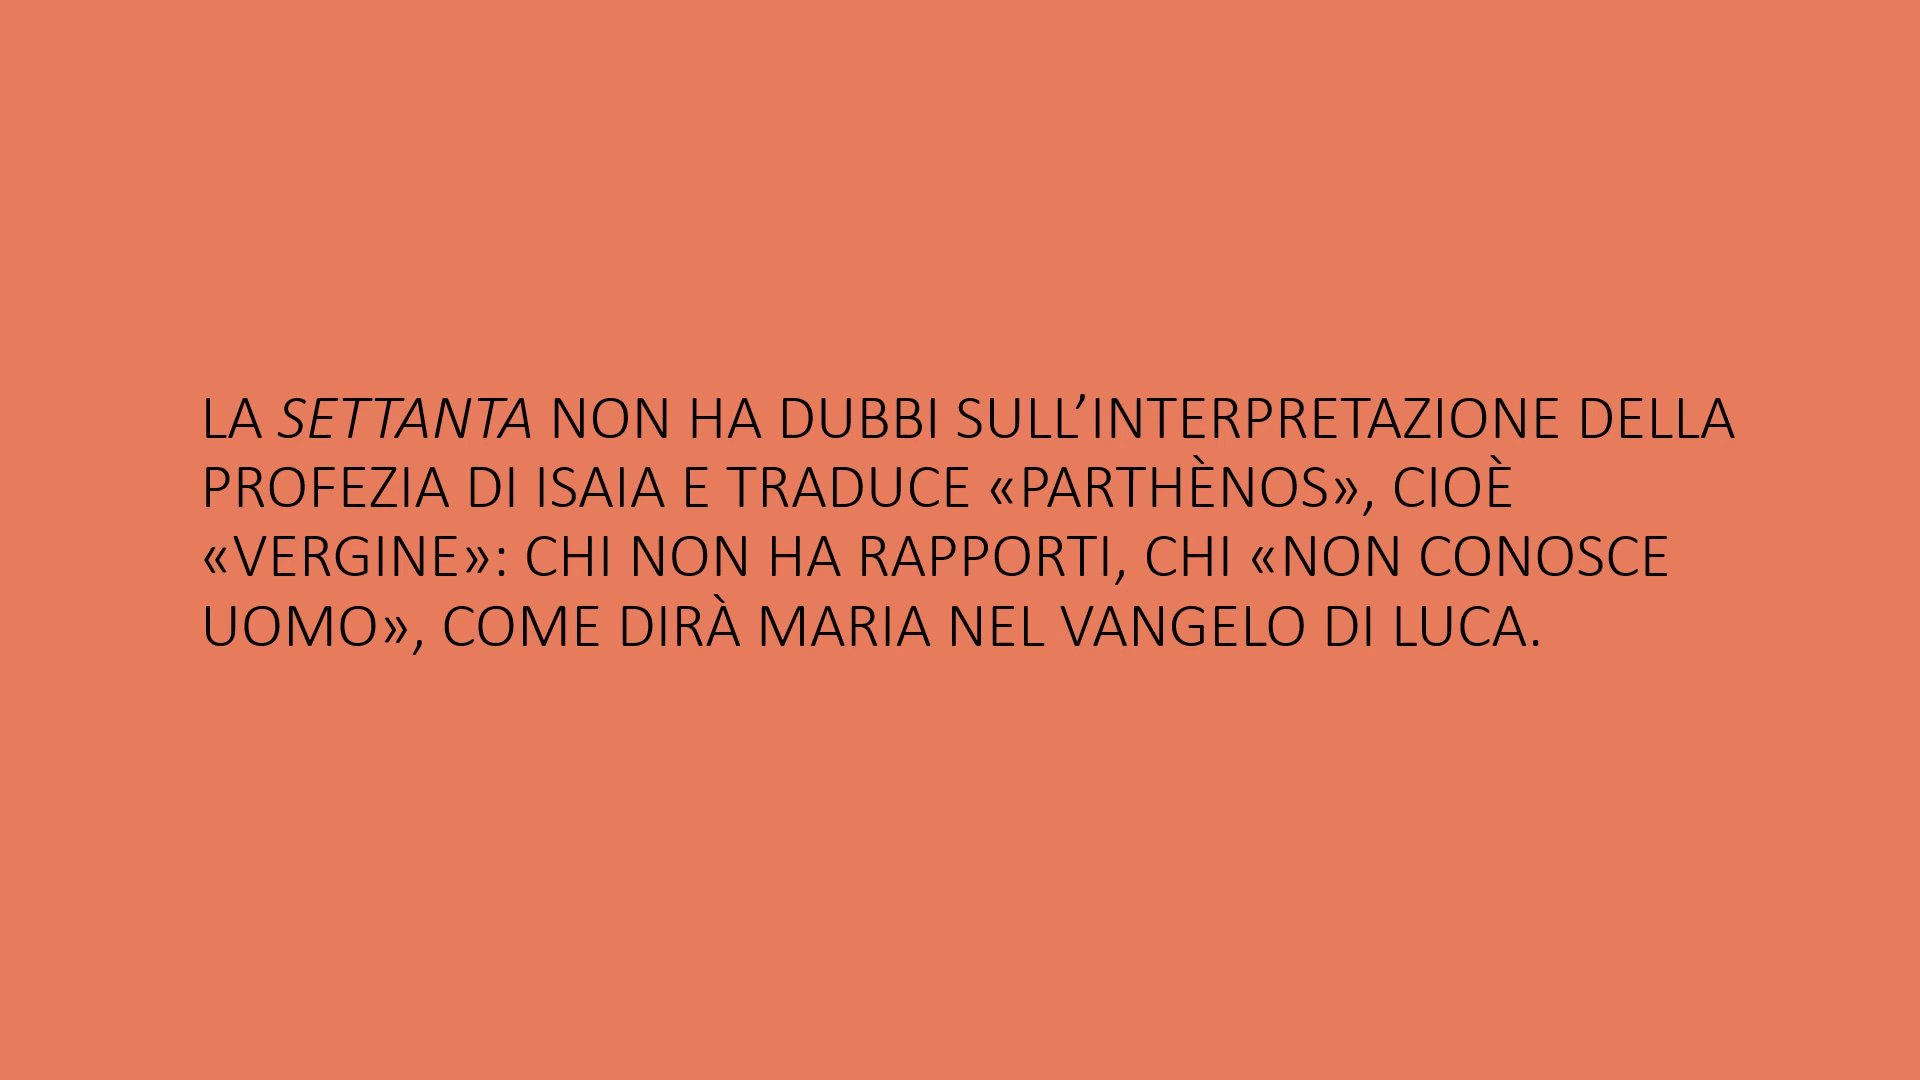 LA SETTANTA NON HA DUBBI SULL’INTERPRETAZIONE DELLA
PROFEZIA DI ISAIA E TRADUCE «PARTHÈNOS», CIOÈ
«VERGINE»: CHI NON HA RAPPORTI, CHI «NON CONOSCE
UOMO», COME DIRÀ MARIA NEL VANGELO DI LUCA.